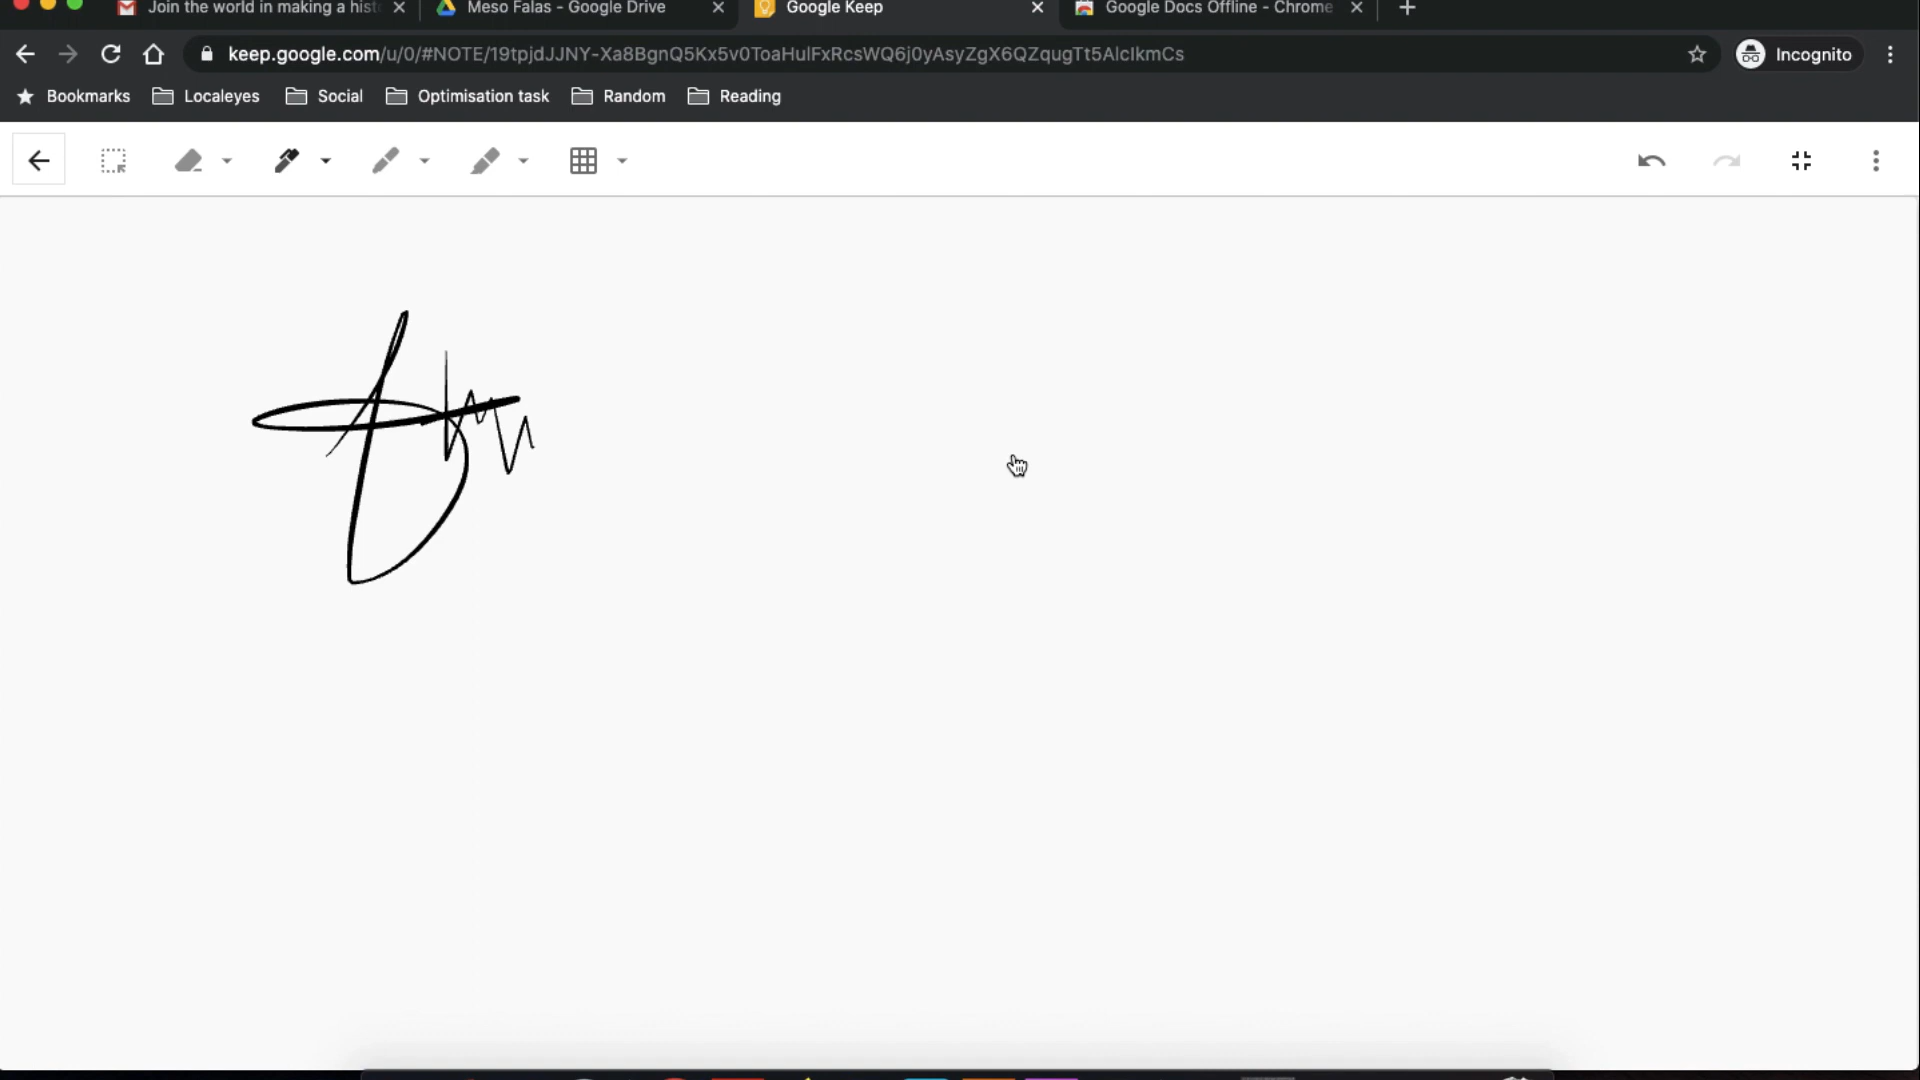 Join the world in making a hist
Meso Falas - Google Drive
Google Keep
Google Docs Offline - Chrome
keep.google.com/u/0/#NOTE/19tpjdJJNY-Xa8BgnQ5Kx5v0ToaHulFxRcsWQ6j0yAsyZgX6QZqugTt5AlcIkmCs
Incognito
Bookmarks
Localeyes
Social
Optimisation task
Random
Reading